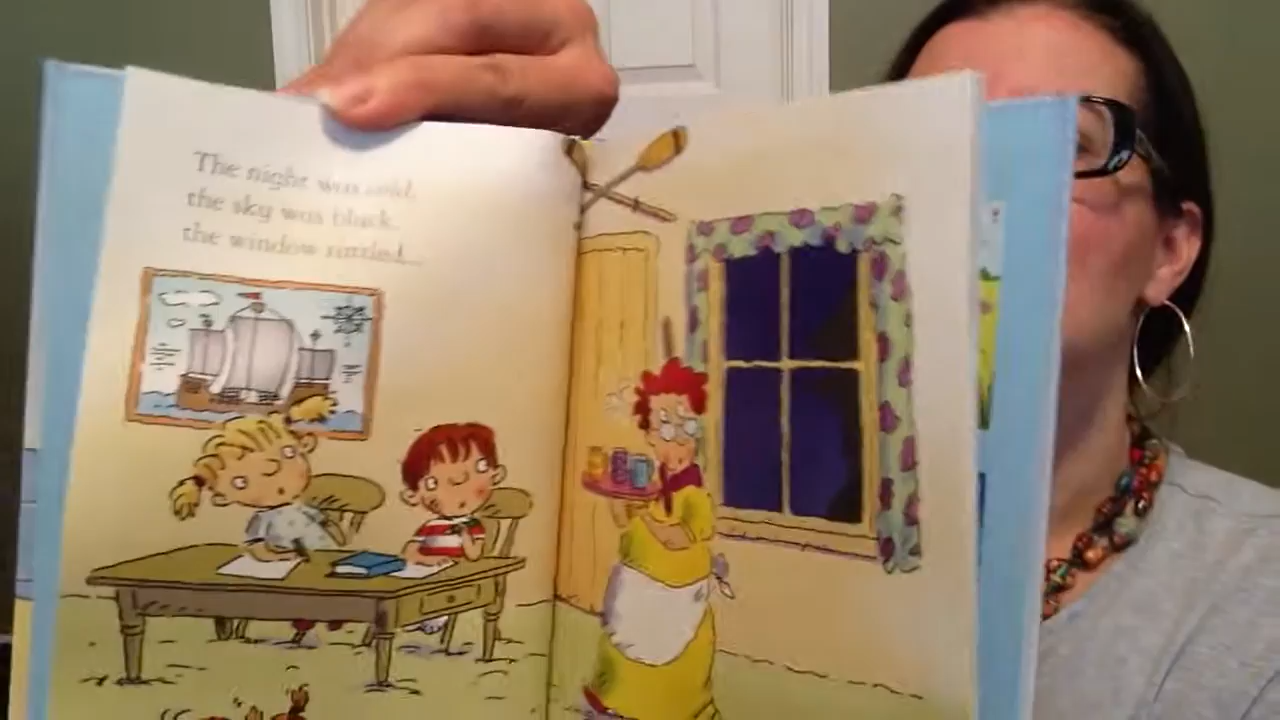 The night was cold,
the sky was black,
the window rattled...